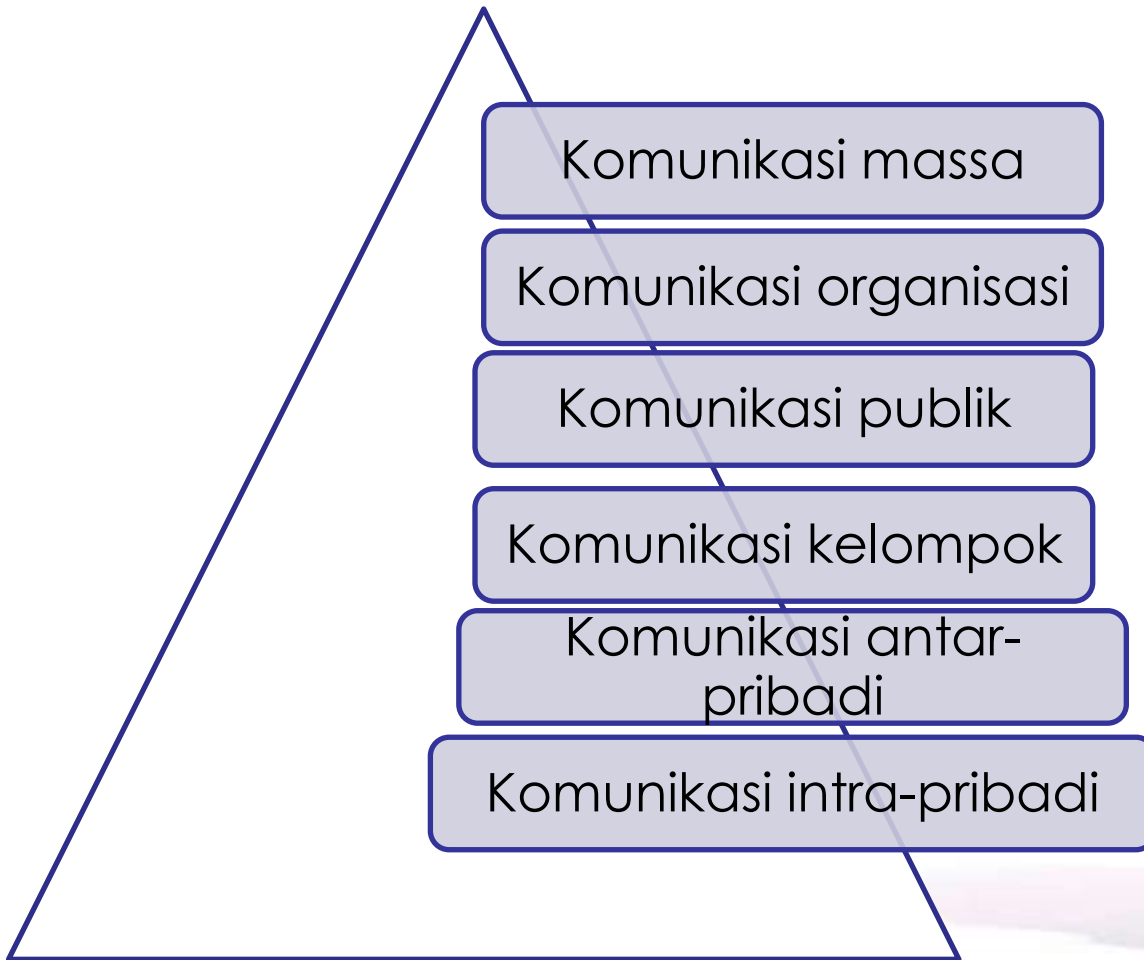 Komunikasi massa
Komunikasi organisasi
Komunikasi publik
Komunikasi kelompok
Komunikasi antar-
pribadi
Komunikasi intra-pribadi